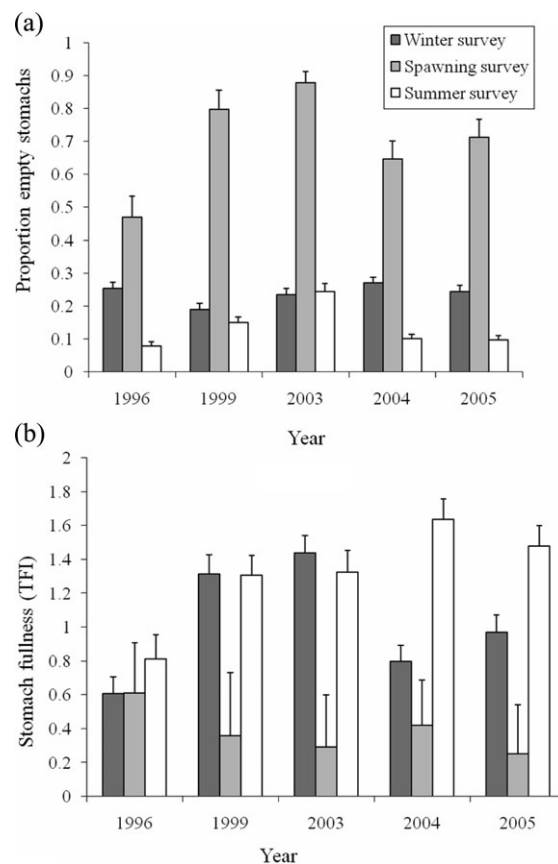 (a)
Proportion empty stomachs
1
0.9
0.8
0.7
0.6
0.5
0.4
0.3
0.2
0.1
0
Winter survey
Spawning survey
Summer survey
1996 1999 2003 2004 2005
Year
(b)
Stomach fullness (TFI)
2
1.8
1.6
1.4
1.2
1
0.8
0.6
0.4
0.2
0
1996 1999 2003 2004 2005
Year